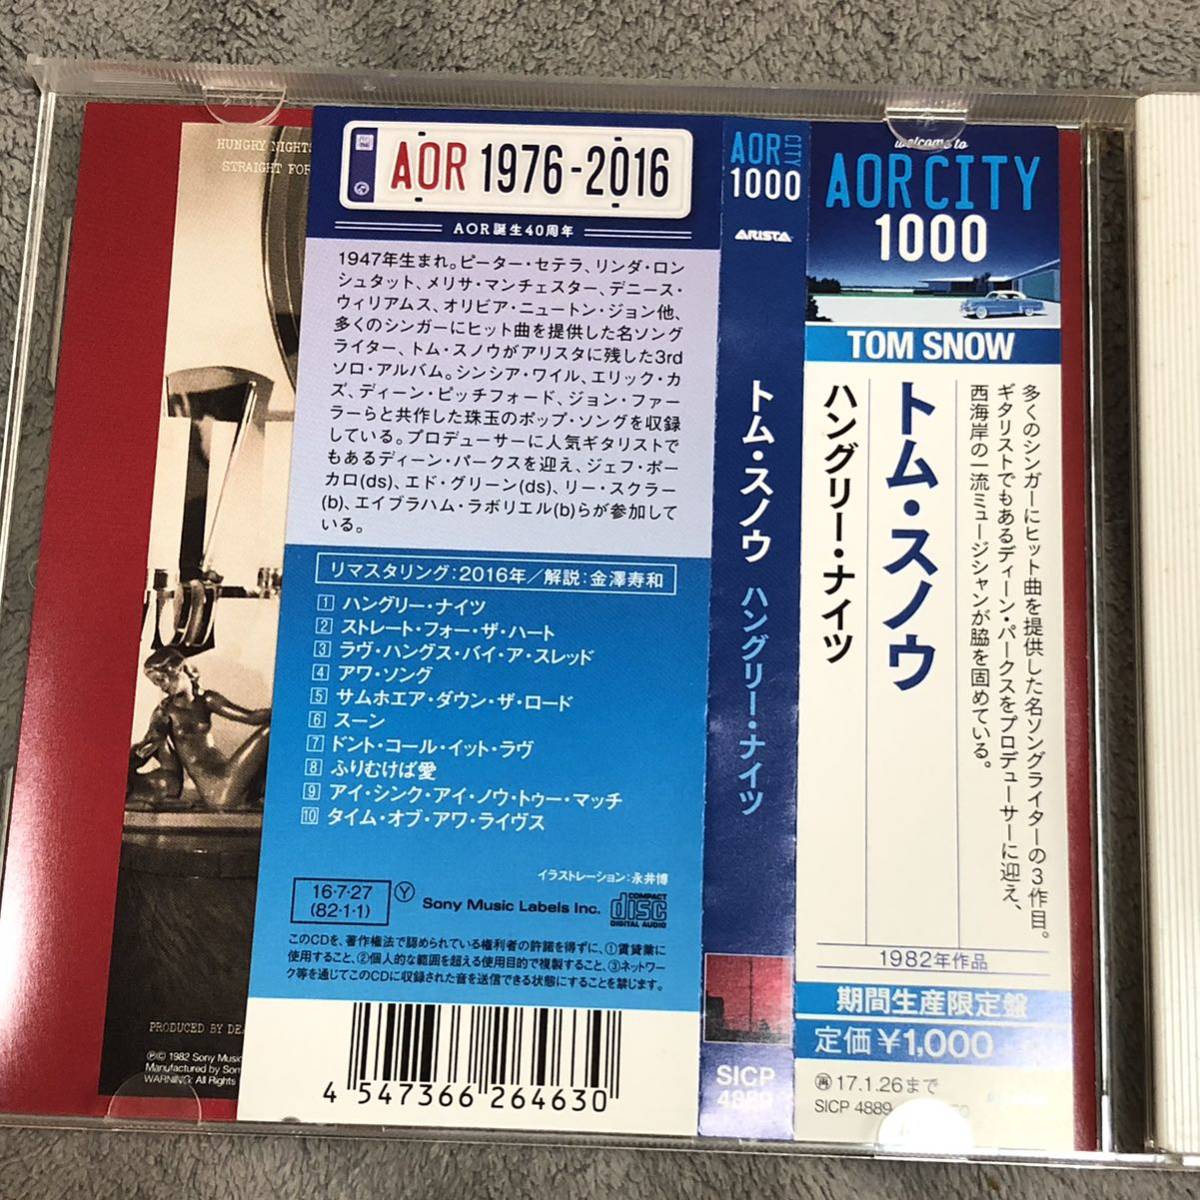 HUNGRY NIGHTS
STRAIGHT FOR
PRODUCED BY
℗© 1982 Sony Music
Manufactured by Sony
WARNING: All Rights
AOR 1976-2016
AOR誕生40周年
1947年生まれ。ピーター・セテラ、リンダ・ロン
シュタット、メリサ・マンチェスター、デニース・
ウィリアムス、オリビア・ニュートン・ジョン他、
多くのシンガーにヒット曲を提供した名ソング
ライター、トム・スノウがアリスタに残した3rd
ソロ・アルバム。シンシア・ワイル、エリック・カ
ズ、ディーン・ピッチフォード、ジョン・ファー
ラーらと共作した珠玉のポップ・ソングを収録
している。プロデューサーに人気ギタリストで
もあるディーン・パークスを迎え、ジェフ・ポー
カロ(ds)、エド・グリーン(ds)、リー・スクラー
(b)、エイブラハム・ラボリエル(b)らが参加して
いる。
リマスタリング:2016年/解説:金澤寿和
1 ハングリー・ナイツ
2 ストレート・フォー・ザ・ハート
3 ラヴ・ハングス・バイ・ア・スレッド
4 アワ・ソング
5 サムホエア・ダウン・ザ・ロード
6 スーン
7 ドント・コール・イット・ラヴ
8 ふりむけば愛
9 アイ・シンク・アイ・ノウ・トゥー・マッチ
10 タイム・オブ・アワ・ライヴス
イラストレーション:永井博
16・7・27
(82・1・1)
Ⓨ
Sony Music Labels Inc.
COMPACT
disc
DIGITAL AUDIO
このCDを、著作権法で認められている権利者の許諾を得ずに、①賃貸業に
使用すること、②個人的な範囲を超える使用目的で複製すること、③ネットワー
ク等を通じてこのCDに収録された音を送信できる状態にすることを禁じます。
4 547366 264630
AOR CITY
1000
ARISTA
トム・スノウ ハングリー・ナイツ
SICP
4889
welcome to
AOR CITY
1000
TOM SNOW
多くのシンガーにヒット曲を提供した名ソングライターの3作目。
ギタリストでもあるディーン・パークスをプロデューサーに迎え、
西海岸の一流ミュージシャンが脇を固めている。
トム・スノウ
ハングリー・ナイツ
1982年作品
期間生産限定盤
定価¥1,000
再 17.1.26まで
SICP 4889